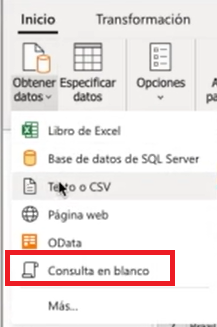 Inicio Transformación
Obtener Especificar Opciones
datos datos
Libro de Excel
Base de datos de SQL Server
Texto o CSV
Página web
OData
Consulta en blanco
Más...